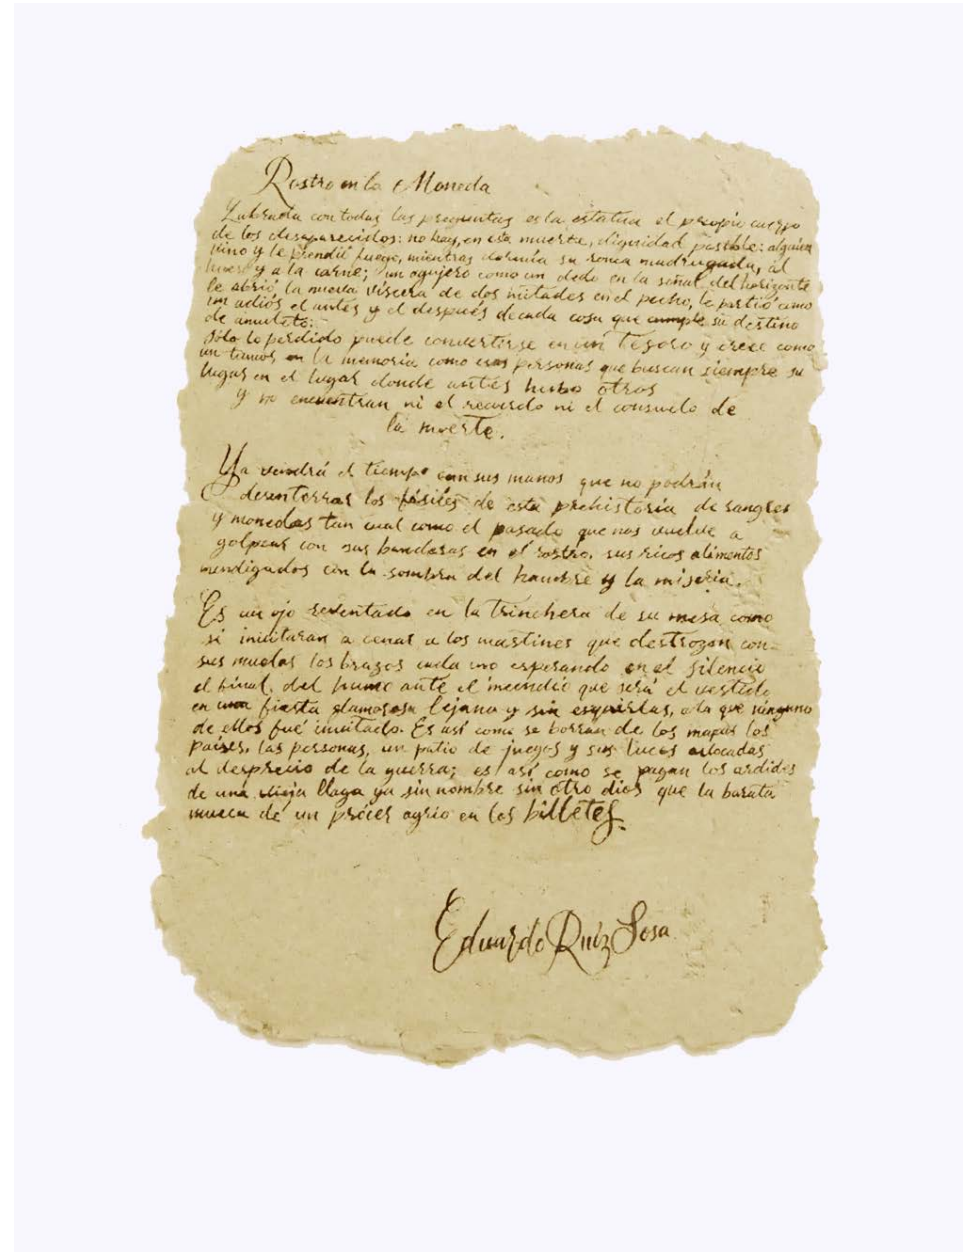 Rostro en la Moneda
Labrada con todas las preguntas es la estatua el propio cuerpo
de los desaparecidos: no hay, en esta muerte, dignidad posible: alguien
vino y le prendió fuego, mientras dormía su ronca madrugada, al
hueso y a la carne; un agujero como un dedo en la señal del horizonte
le abrió la nueva víscera de dos mitades en el pecho, le partió como
un adiós el antes y el después de cada cosa que cumple su destino
de amuleto:
sólo lo perdido puede convertirse en un tesoro y crece como
un tumor en la memoria como esas personas que buscan siempre su
lugar en el lugar donde antes hubo otros
y no encuentran ni el recuerdo ni el consuelo de
la muerte.
Ya vendrá el tiempo con sus manos que no podrán
desenterrar los fósiles de esta prehistoria de sangres
y monedas tan cual como el pasado que nos vuelve a
golpear con sus banderas en el rostro, sus ricos alimentos
mendigados con la sombra del hambre y la miseria.
Es un ojo reventado en la trinchera de su mesa como
si invitaran a cenar a los mastines que destrozan con
sus muelas los brazos cada uno esperando en el silencio
el final del humo ante el incendio que será el vestido
en una fiesta glamorosa lejana y sin esquirlas, a la que ninguno
de ellos fué invitado. Es así como se borran de los mapas los
países, las personas, un patio de juegos y sus luces
al desprecio de la guerra; es así como se pagan los ardides
de una vieja llaga ya sin nombre sin otro dios que la barata
mueca de un prócer agrio en los billetes.
Eduardo Ruiz Sosa